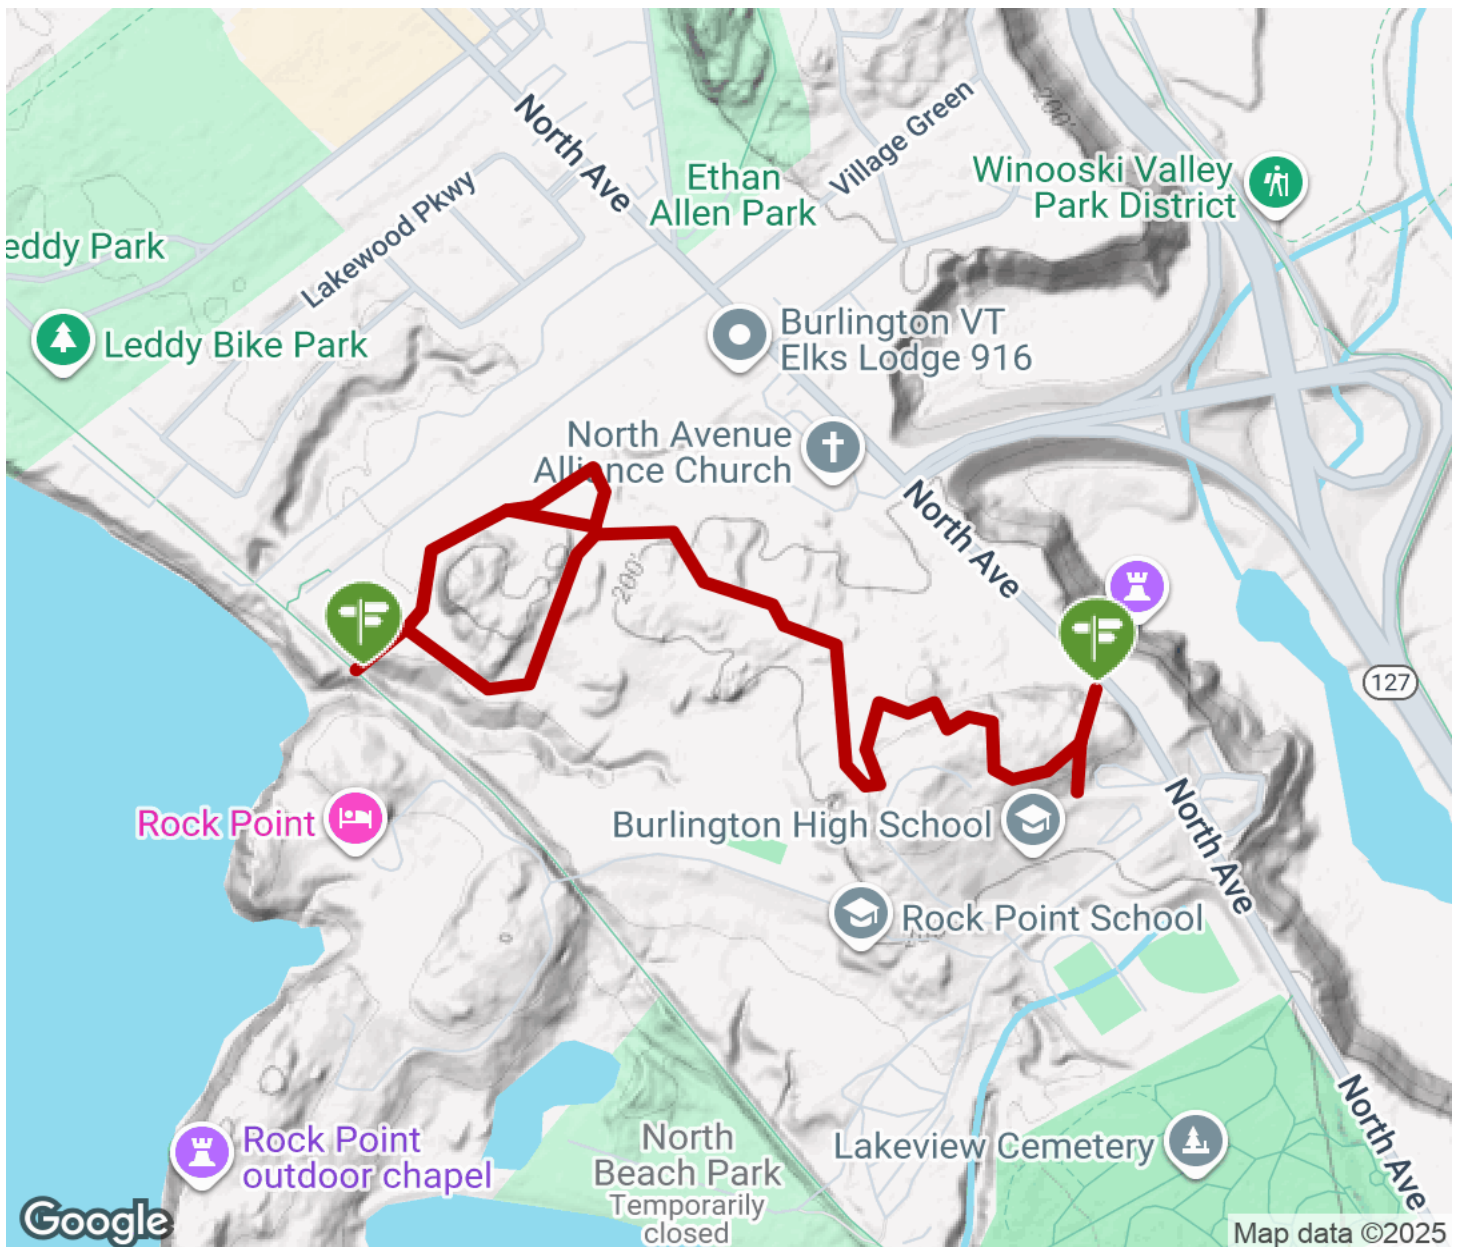 North Ave
Ethan
Allen Park
Village Green
200'
Winooski Valley
Park District
Lakewood Pkwy
eddy Park
Leddy Bike Park
Burlington VT
Elks Lodge 916
North Avenue
Alliance Church
North Ave
200'
127
Rock Point
Burlington High School
North Ave
Rock Point School
North
Beach Park
Temporarily
closed
Rock Point
outdoor chapel
Lakeview Cemetery
North Ave
Google
Map data ©2025